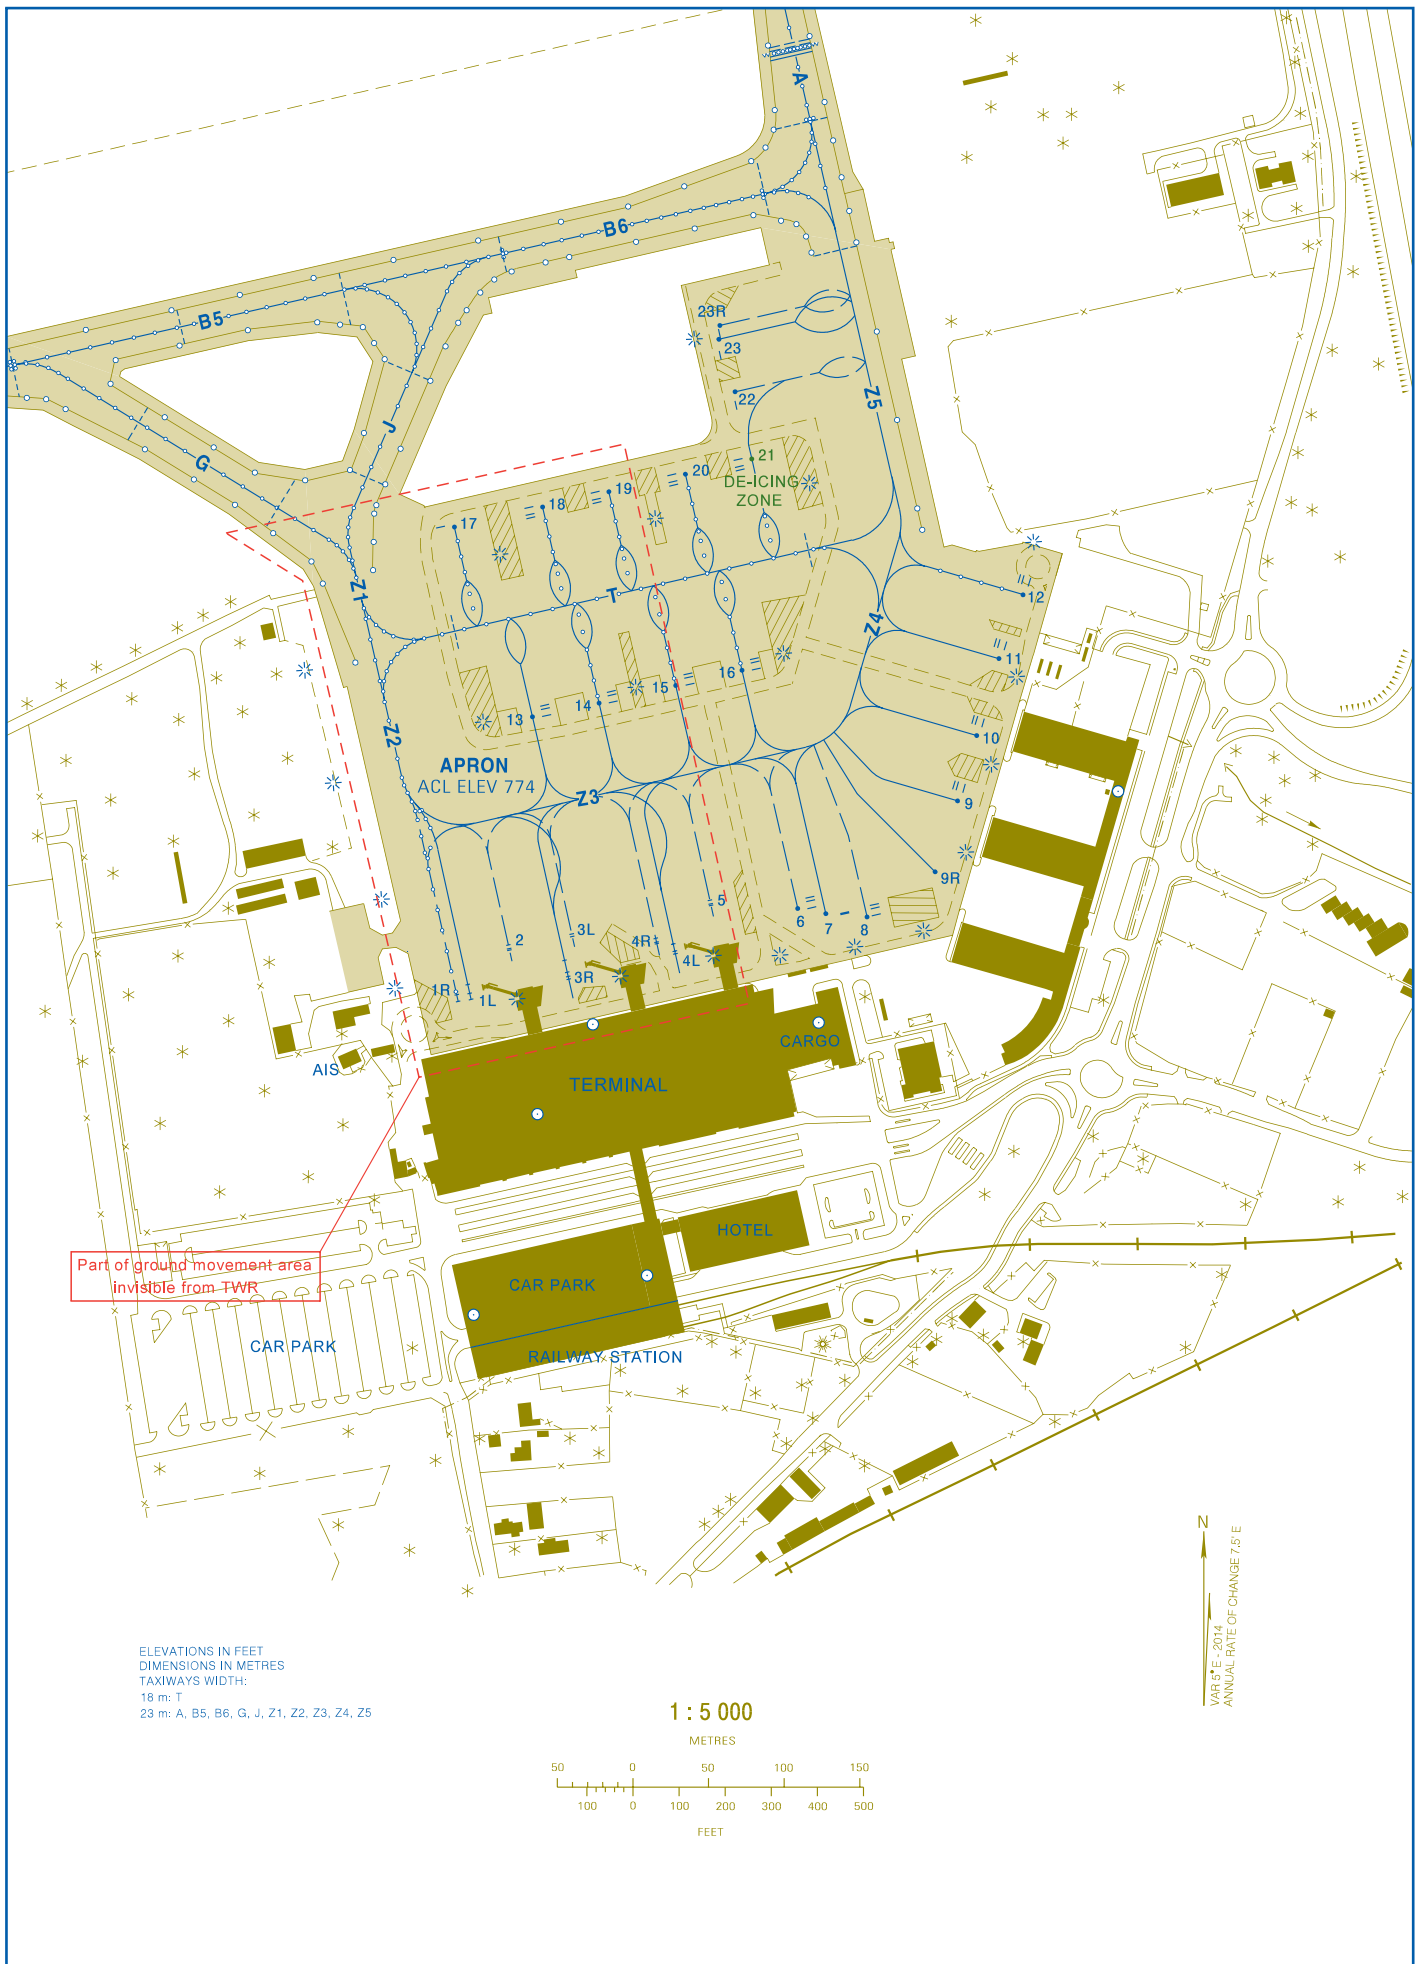 A
B6
B5
23R
23
Z5
22
J
G
21
20
DE-ICING
ZONE
19
18
17
Z1
T
12
Z4
11
16
15
14
13
10
Z2
APRON
ACL ELEV 774
Z3
9
9R
5
6
7
8
3L
2
4R
4L
3R
1R
1L
CARGO
AIS
TERMINAL
HOTEL
Part of ground movement area
invisible from TWR
CAR PARK
CAR PARK
RAILWAY STATION
N
VAR 5° E - 2014
ANNUAL RATE OF CHANGE 7.5' E
ELEVATIONS IN FEET
DIMENSIONS IN METRES
TAXIWAYS WIDTH:
18 m: T
23 m: A, B5, B6, G, J, Z1, Z2, Z3, Z4, Z5
1 : 5 000
METRES
50 0 50 100 150
100 0 100 200 300 400 500
FEET